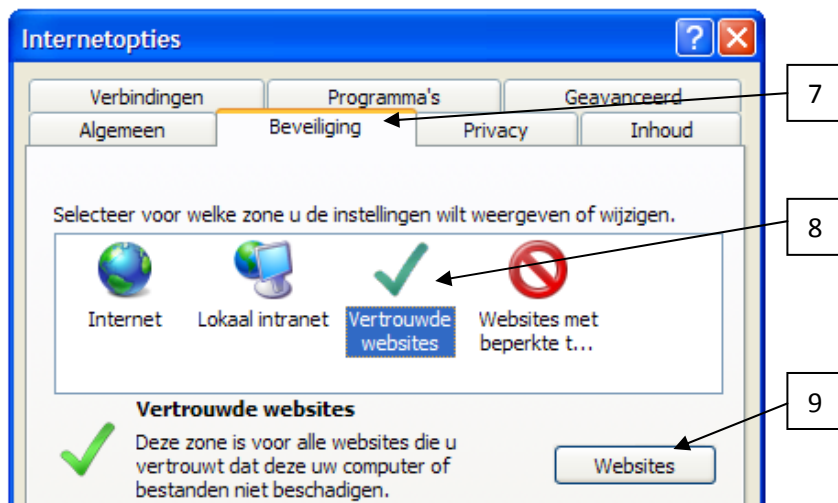 Internetopties
Verbindingen Programma's Geavanceerd
7
Algemeen Beveiliging Privacy Inhoud
Selecteer voor welke zone u de instellingen wilt weergeven of wijzigen.
8
Internet Lokaal intranet Vertrouwde websites Websites met beperkte t...
Vertrouwde websites
9
Deze zone is voor alle websites die u
vertrouwt dat deze uw computer of
bestanden niet beschadigen.
Websites